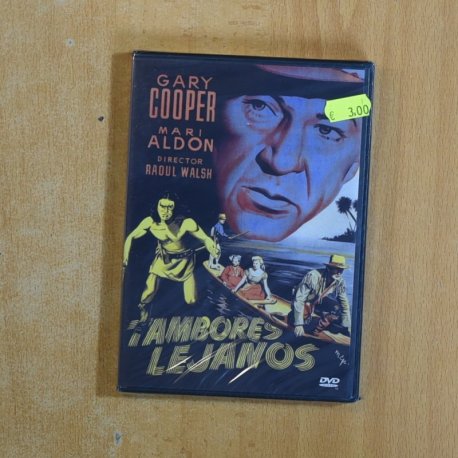 GARY
COOPER
MARI
ALDON
DIRECTOR
RAOUL WALSH
€ 3.00
TAMBORES
LEJANOS
DVD